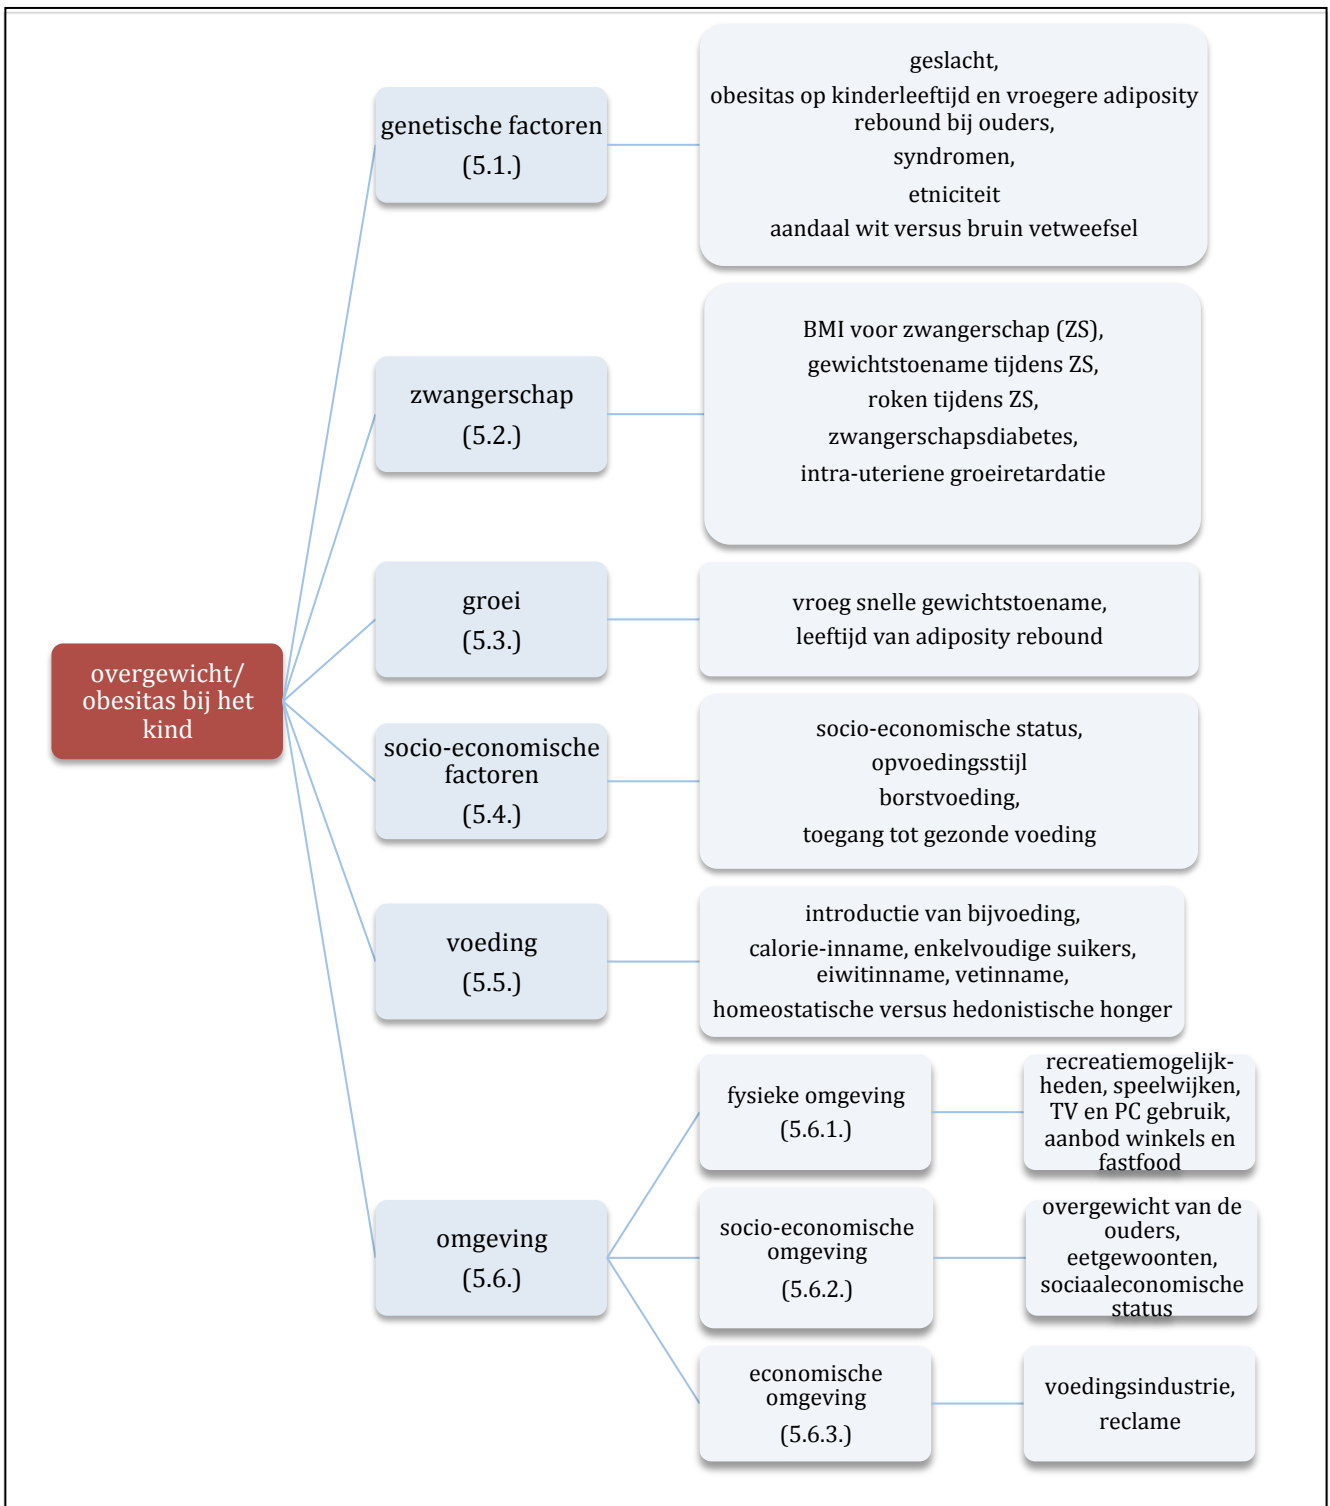 overgewicht/
obesitas bij het
kind
genetische factoren
(5.1.)
geslacht,
obesitas op kinderleeftijd en vroegere adiposity
rebound bij ouders,
syndromen,
etniciteit
aandaal wit versus bruin vetweefsel
zwangerschap
(5.2.)
BMI voor zwangerschap (ZS),
gewichtstoename tijdens ZS,
roken tijdens ZS,
zwangerschapsdiabetes,
intra-uteriene groeiretardatie
groei
(5.3.)
vroeg snelle gewichtstoename,
leeftijd van adiposity rebound
socio-economische
factoren
(5.4.)
socio-economische status,
opvoedingsstijl
borstvoeding,
toegang tot gezonde voeding
voeding
(5.5.)
introductie van bijvoeding,
calorie-inname, enkelvoudige suikers,
eiwitinname, vetinname,
homeostatische versus hedonistische honger
omgeving
(5.6.)
fysieke omgeving
(5.6.1.)
recreatiemogelijk-
heden, speelwijken,
TV en PC gebruik,
aanbod winkels en
fastfood
socio-economische
omgeving
(5.6.2.)
overgewicht van de
ouders,
eetgewoonten,
sociaaleconomische
status
economische
omgeving
(5.6.3.)
voedingsindustrie,
reclame